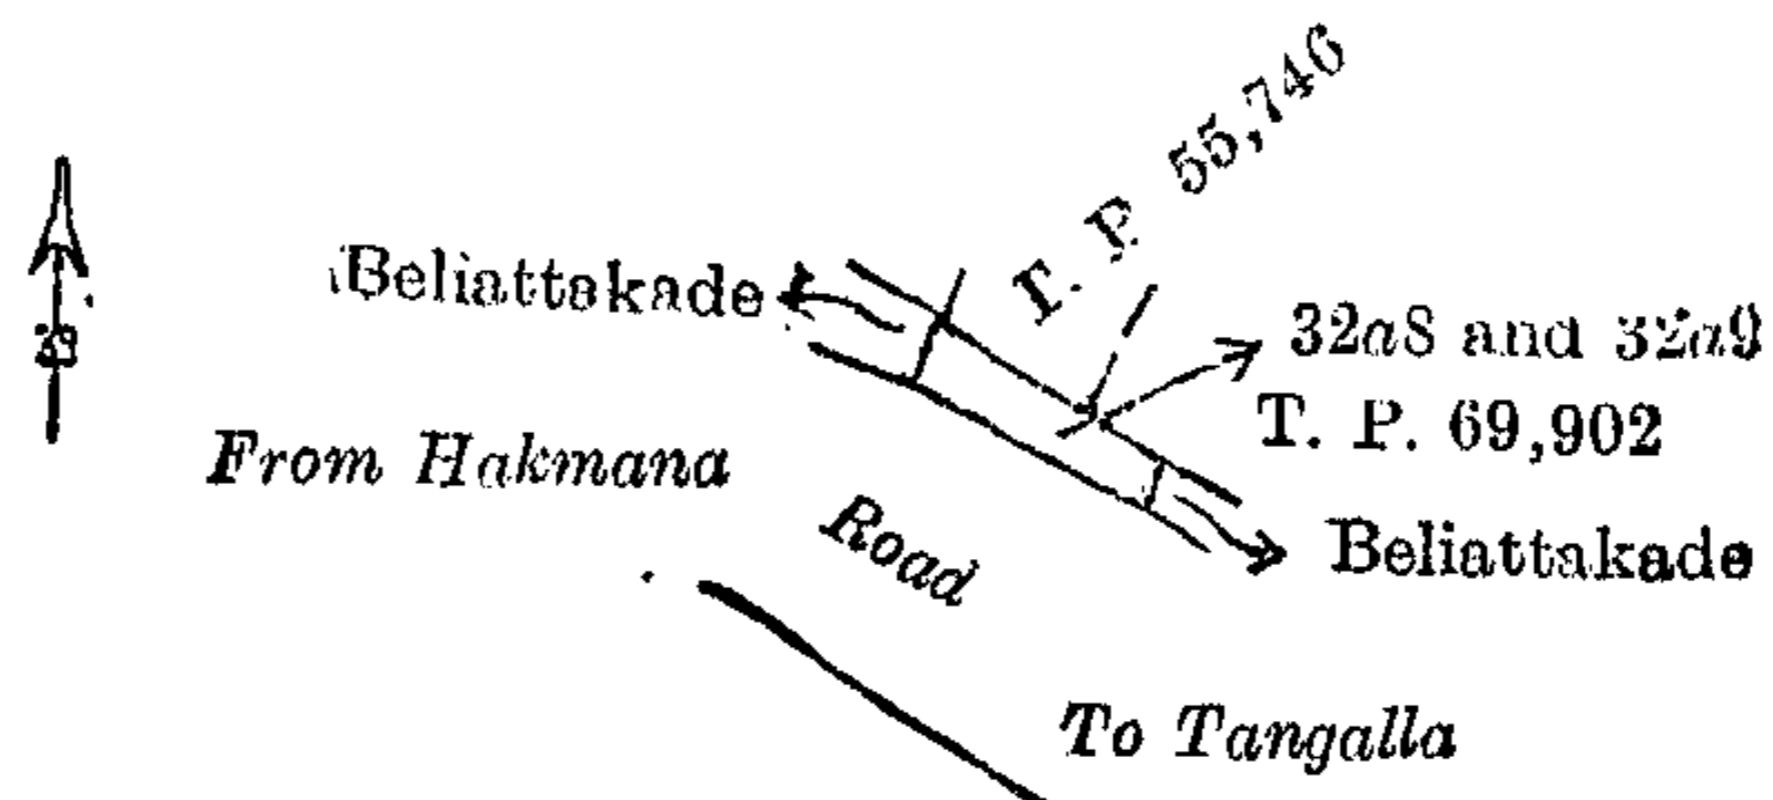 T. P. 55,746
Beliattakade
32a8 and 32a9
T. P. 69,902
From Hakmana
Road
Beliattakade
To Tangalla